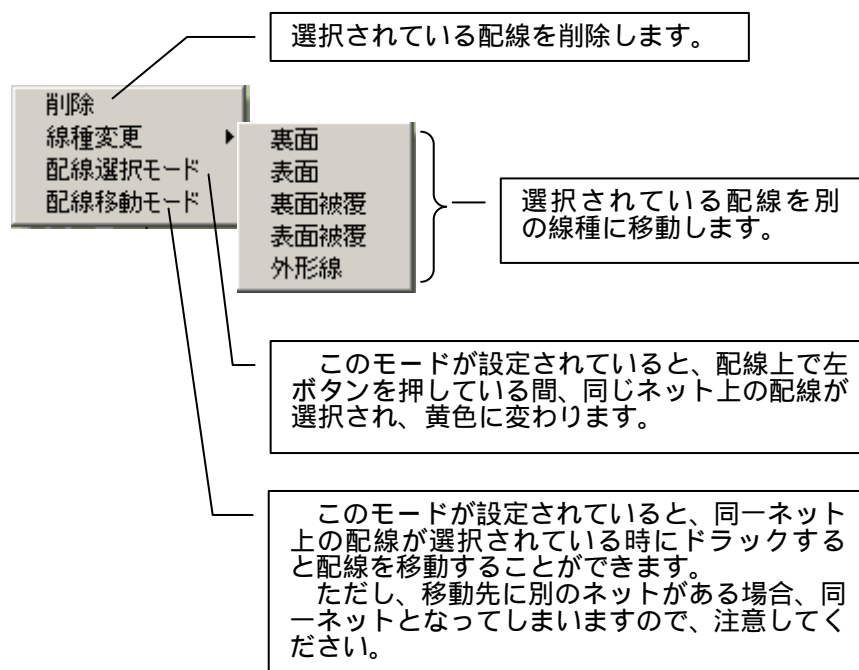 選択されている配線を削除します。
削除
線種変更
配線選択モード
配線移動モード
裏面
表面
裏面被覆
表面被覆
外形線
選択されている配線を別
の線種に移動します。
このモードが設定されていると、配線上で左
ボタンを押している間、同じネット上の配線が
選択され、黄色に変わります。
このモードが設定されていると、同一ネット
上の配線が選択されている時にドラックする
と配線を移動することができます。
ただし、移動先に別のネットがある場合、同
一ネットとなってしまいますので、注意してく
ださい。